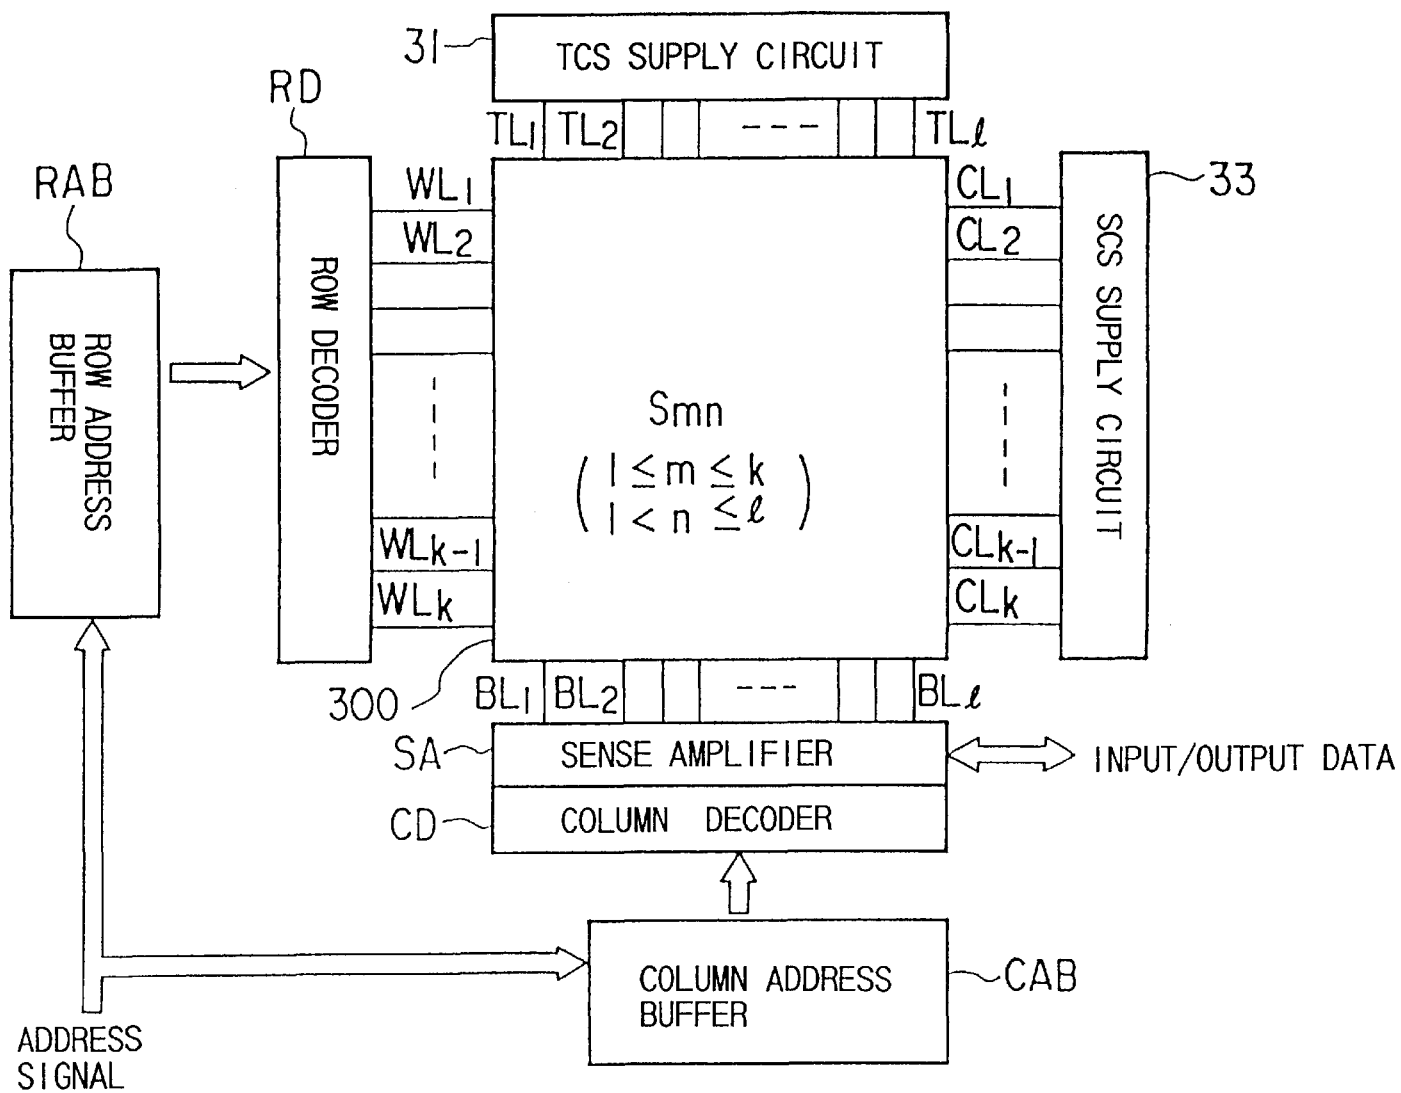 31
TCS SUPPLY CIRCUIT
RD
TL1 TL2 --- TLℓ
RAB
WL1
CL1
33
WL2
CL2
ROW ADDRESS
BUFFER
ROW DECODER
SCS SUPPLY CIRCUIT
Smn
( 1 ≤ m ≤ k
1 < n ≤ ℓ )
WLk-1
CLk-1
WLk
CLk
300
BL1 BL2 --- BLℓ
SA
SENSE AMPLIFIER
INPUT/OUTPUT DATA
CD
COLUMN DECODER
COLUMN ADDRESS
BUFFER
CAB
ADDRESS
SIGNAL